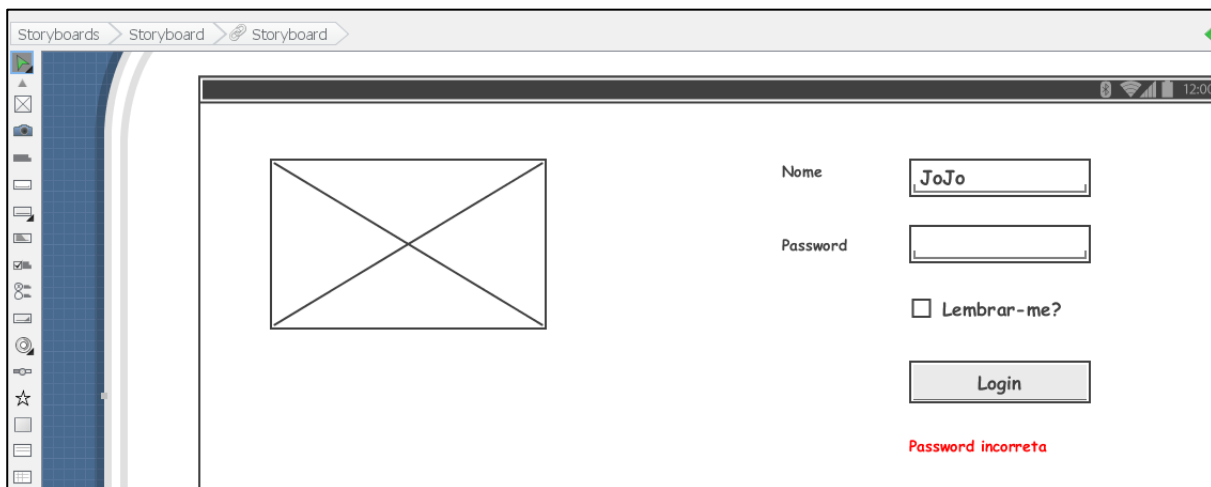 Storyboards Storyboard Storyboard
12:00
Nome
JoJo
Password
Lembrar-me?
Login
Password incorreta